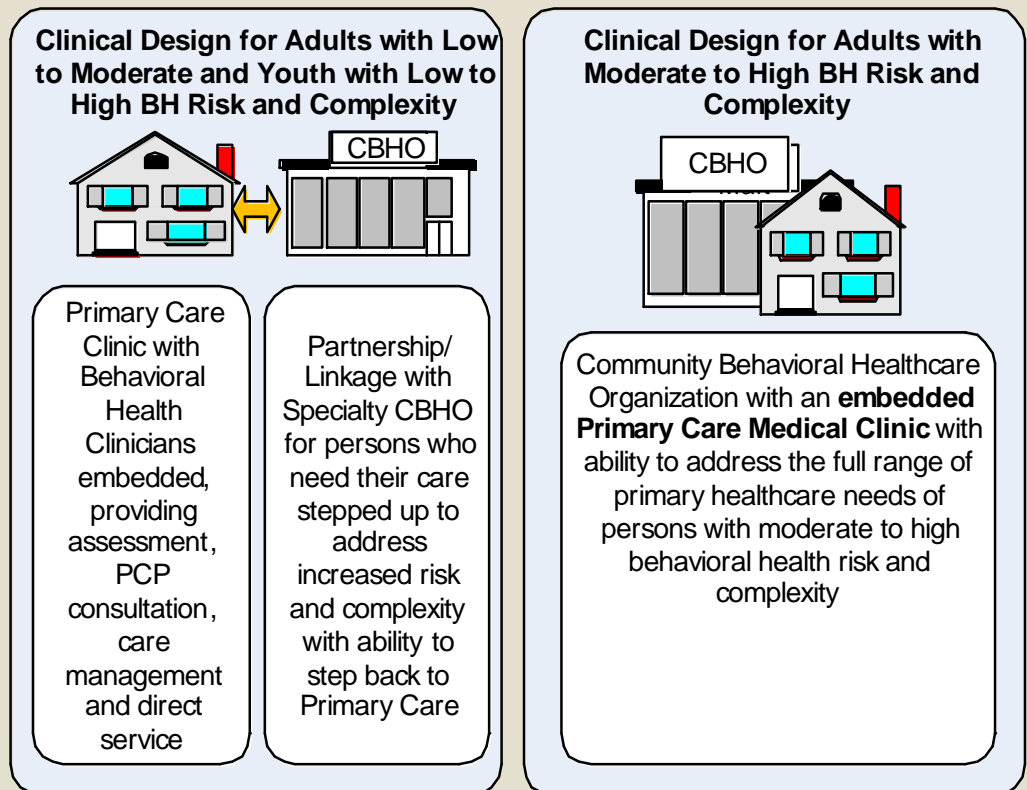 Clinical Design for Adults with Low
to Moderate and Youth with Low to
High BH Risk and Complexity
CBHO
Primary Care
Clinic with
Behavioral
Health
Clinicians
embedded,
providing
assessment,
PCP
consultation,
care
management
and direct
service
Partnership/
Linkage with
Specialty CBHO
for persons who
need their care
stepped up to
address
increased risk
and complexity
with ability to
step back to
Primary Care
Clinical Design for Adults with
Moderate to High BH Risk and
Complexity
CBHO
Community Behavioral Healthcare
Organization with an embedded
Primary Care Medical Clinic with
ability to address the full range of
primary healthcare needs of
persons with moderate to high
behavioral health risk and
complexity